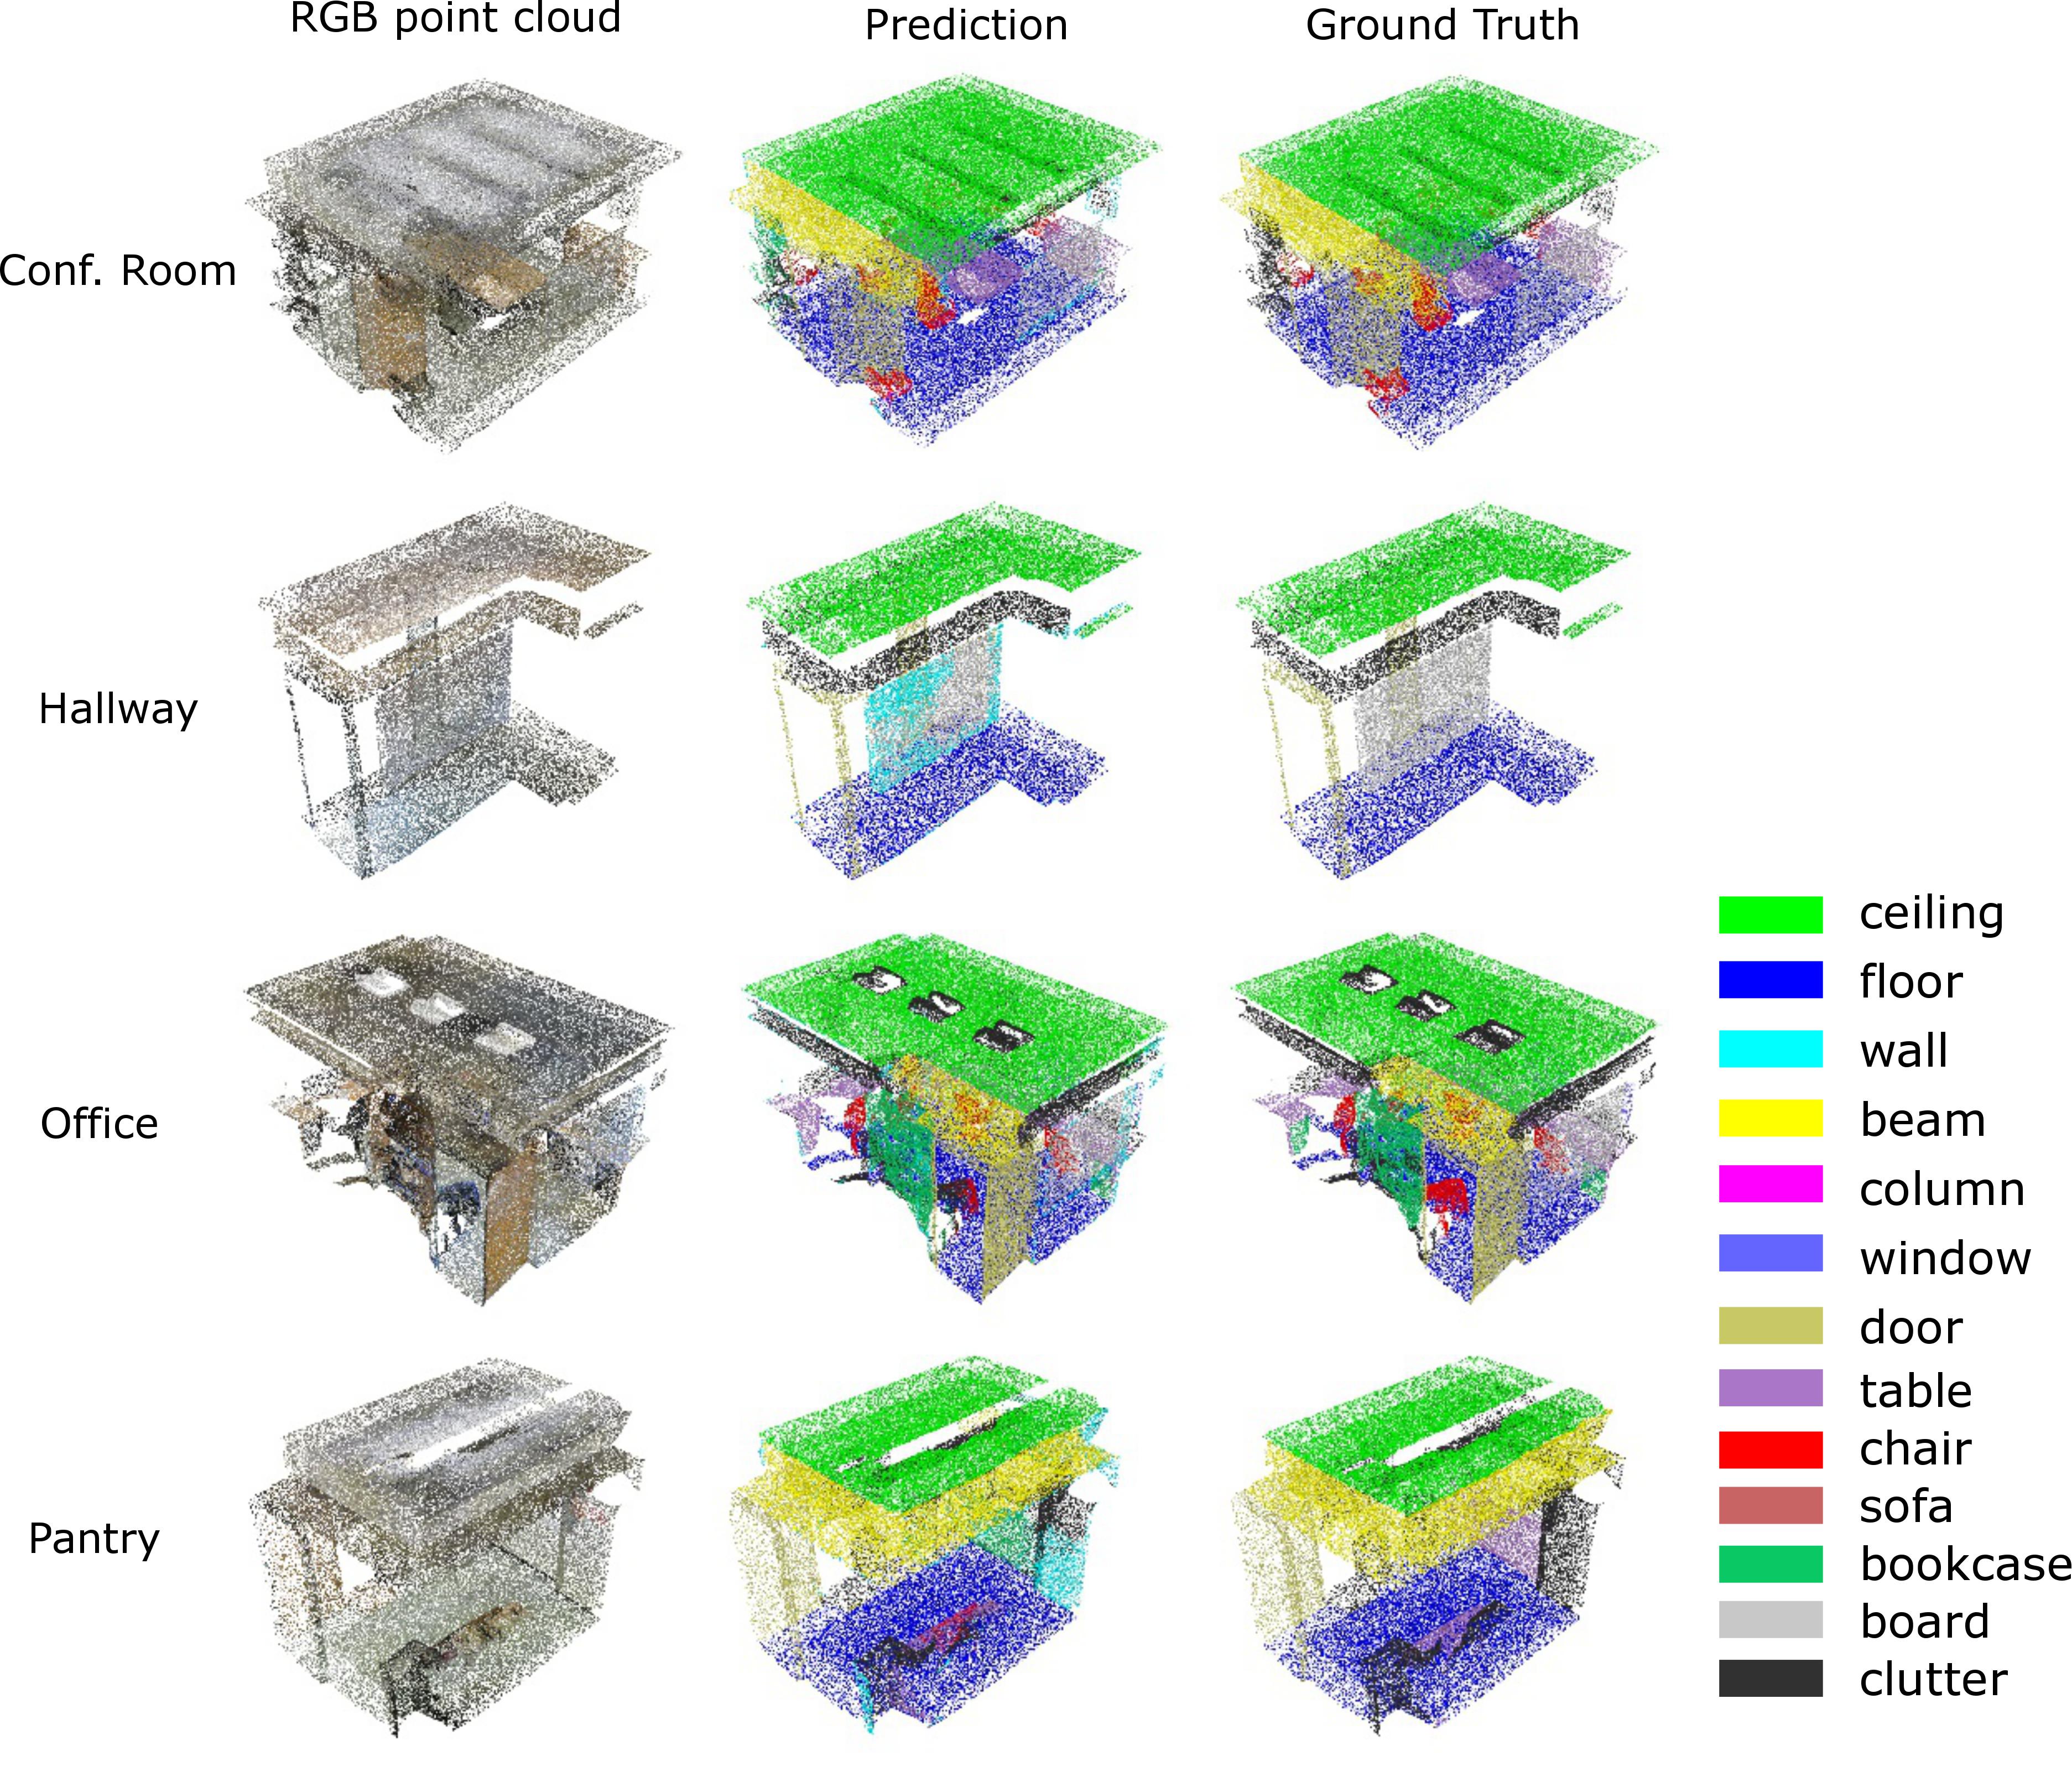 RGB point cloud
Prediction
Ground Truth
Conf. Room
Hallway
Office
Pantry
ceiling
floor
wall
beam
column
window
door
table
chair
sofa
bookcase
board
clutter